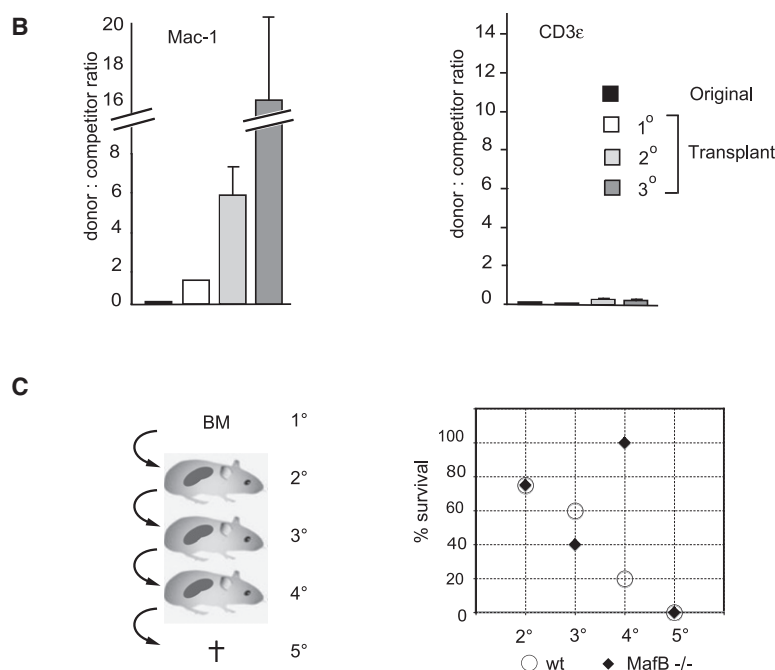 B
Mac-1
donor : competitor ratio
20
18
16
8
6
4
2
0
CD3ε
donor : competitor ratio
14
12
10
8
6
4
2
0
Original
1°
2°
3°
Transplant
C
BM
1°
2°
3°
4°
5°
% survival
100
80
60
40
20
0
2° 3° 4° 5°
wt MafB -/-